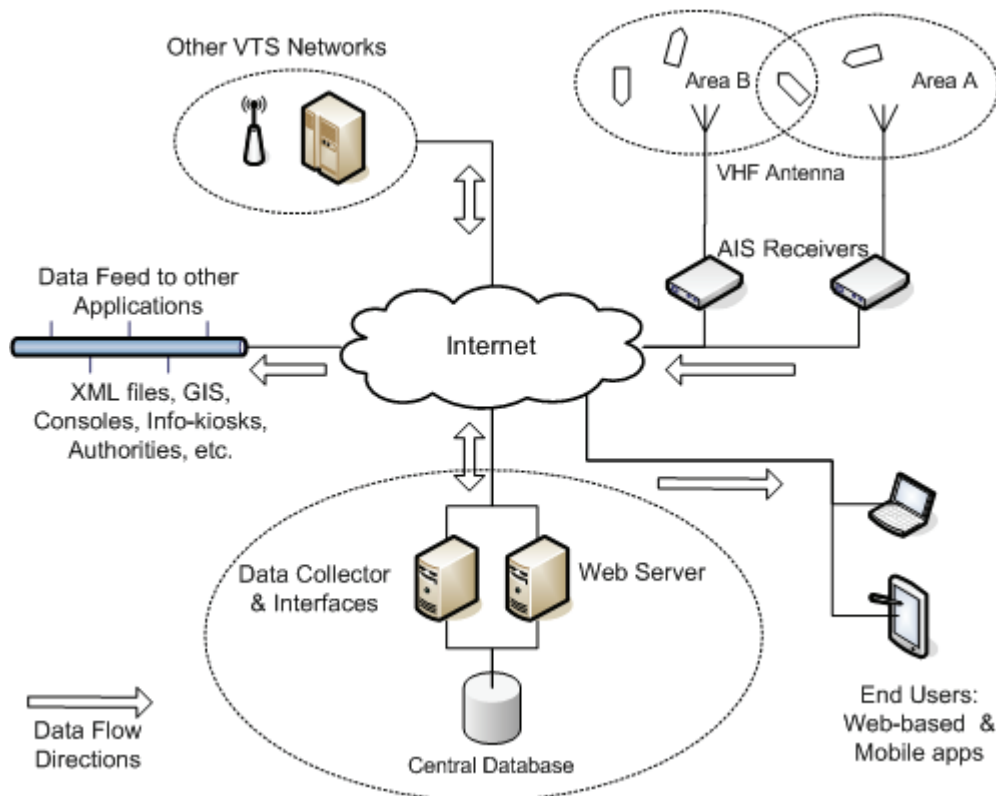 Other VTS Networks
Area B
Area A
VHF Antenna
AIS Receivers
Data Feed to other
Applications
Internet
XML files, GIS,
Consoles, Info-kiosks,
Authorities, etc.
Data Collector
& Interfaces
Web Server
Central Database
Data Flow
Directions
End Users:
Web-based &
Mobile apps